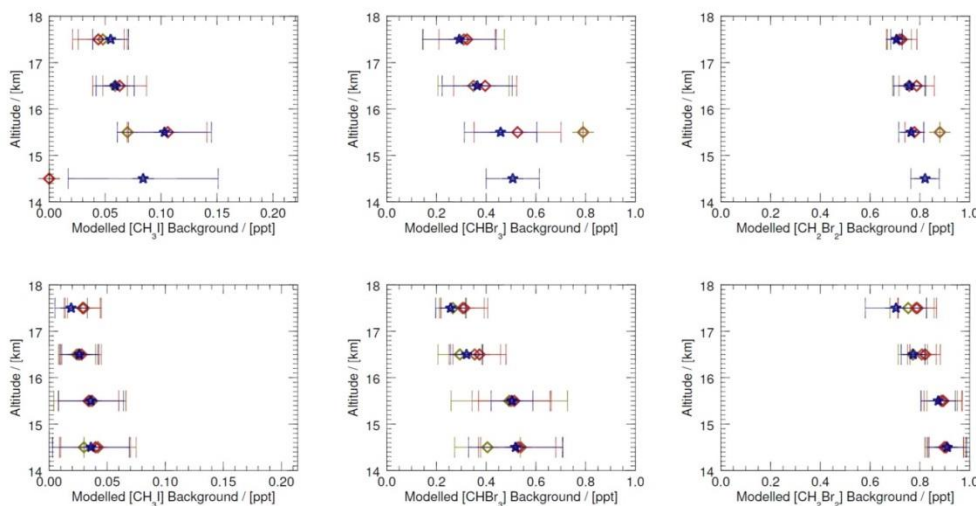 18
17
16
15
14
Altitude / [km]
0.00 0.05 0.10 0.15 0.20
Modelled [CH3I] Background / [ppt]
18
17
16
15
14
Altitude / [km]
0.0 0.2 0.4 0.6 0.8 1.0
Modelled [CHBr3] Background / [ppt]
18
17
16
15
14
Altitude / [km]
0.0 0.2 0.4 0.6 0.8 1.0
Modelled [CH2Br2] Background / [ppt]
18
17
16
15
14
Altitude / [km]
0.00 0.05 0.10 0.15 0.20
Modelled [CH3I] Background / [ppt]
18
17
16
15
14
Altitude / [km]
0.0 0.2 0.4 0.6 0.8 1.0
Modelled [CHBr3] Background / [ppt]
18
17
16
15
14
Altitude / [km]
0.0 0.2 0.4 0.6 0.8 1.0
Modelled [CH2Br2] Background / [ppt]